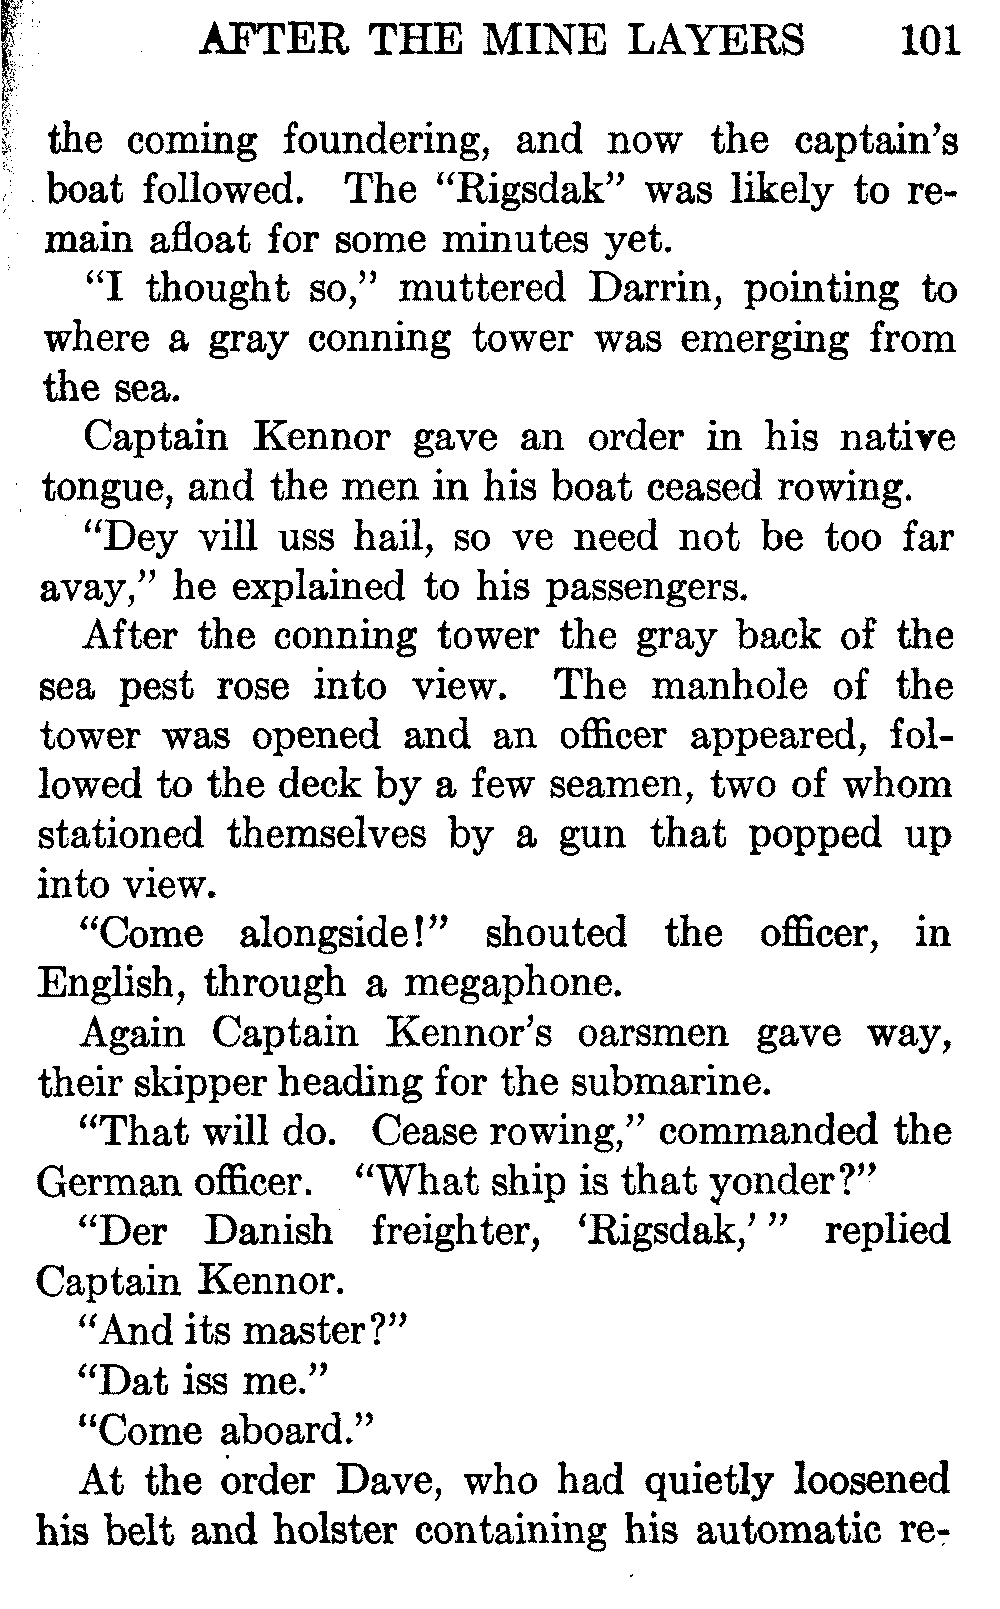 AFTER THE MINE LAYERS 101
the coming foundering, and now the captain's
boat followed. The “Rigsdak” was likely to re-
main afloat for some minutes yet.
“I thought so,” muttered Darrin, pointing to
where a gray conning tower was emerging from
the sea.
Captain Kennor gave an order in his native
tongue, and the men in his boat ceased rowing.
“Dey vill uss hail, so ve need not be too far
avay,” he explained to his passengers.
After the conning tower the gray back of the
sea pest rose into view. The manhole of the
tower was opened and an officer appeared, fol-
lowed to the deck by a few seamen, two of whom
stationed themselves by a gun that popped up
into view.
“Come alongside!” shouted the officer, in
English, through a megaphone.
Again Captain Kennor's oarsmen gave way,
their skipper heading for the submarine.
“That will do. Cease rowing,” commanded the
German officer. “What ship is that yonder?”
“Der Danish freighter, ‘Rigsdak,’ ” replied
Captain Kennor.
“And its master?”
“Dat iss me.”
“Come aboard.”
At the order Dave, who had quietly loosened
his belt and holster containing his automatic re-